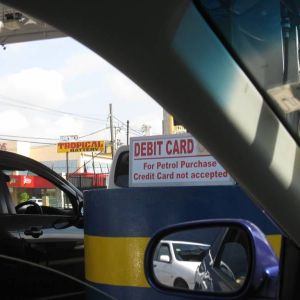 TROPICAL
BATTERY
DEBIT CARD
For Petrol Purchase
Credit Card not accepted